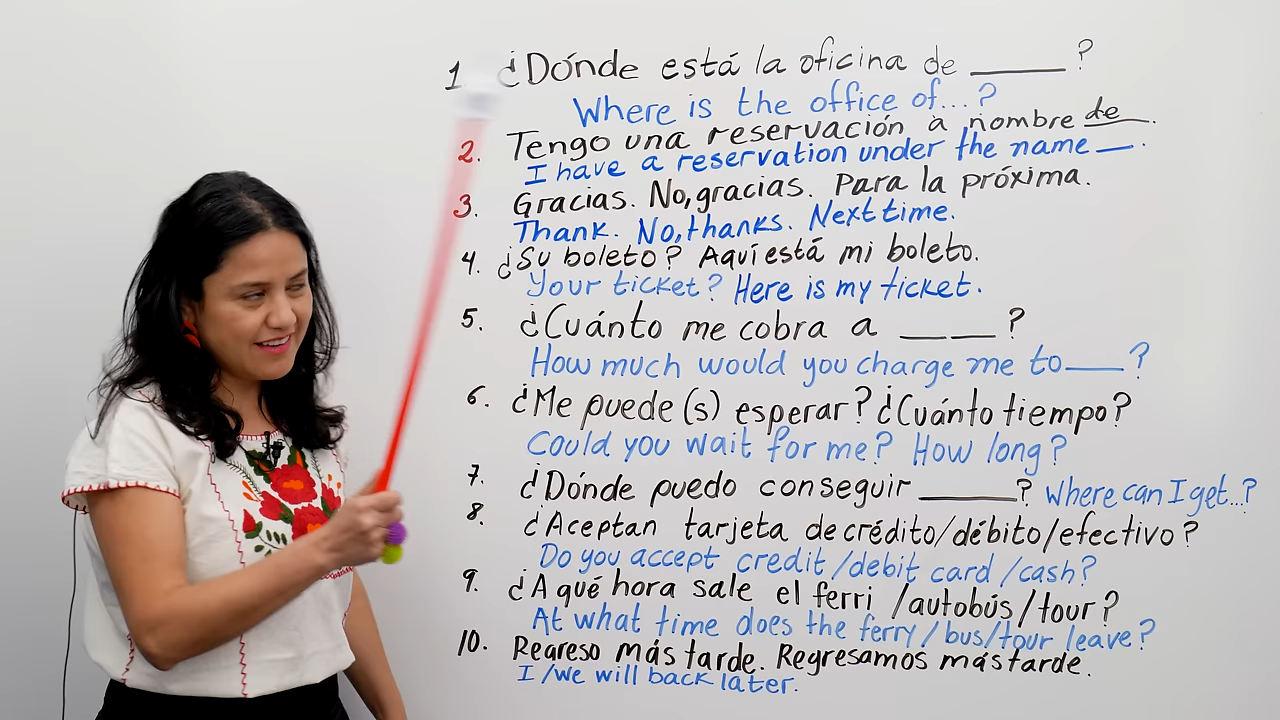 1 ¿Dónde está la oficina de _____?
Where is the office of...?
2. Tengo una reservación a nombre de__.
I have a reservation under the name __.
3. Gracias. No, gracias. Para la próxima.
Thank. No, thanks. Next time.
4. ¿Su boleto? Aquí está mi boleto.
Your ticket? Here is my ticket.
5. ¿Cuánto me cobra a ___ ___?
How much would you charge me to___?
6. ¿Me puede(s) esperar? ¿Cuánto tiempo?
Could you wait for me? How long?
7. ¿Dónde puedo conseguir _____? Where can I get...?
8. ¿Aceptan tarjeta de crédito/débito/efectivo?
Do you accept credit/debit card/cash?
9. ¿A qué hora sale el ferri/autobús/tour?
At what time does the ferry/bus/tour leave?
10. Regreso más tarde. Regresamos más tarde.
I/we will back later.